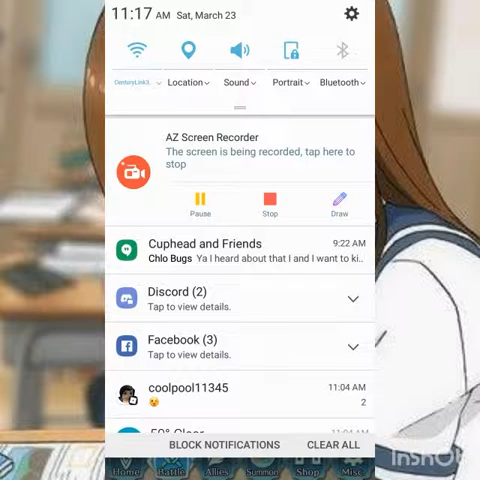 11:17 AM Sat, March 23
CenturyLink3..
Location
Sound
Portrait
Bluetooth
AZ Screen Recorder
The screen is being recorded, tap here to
stop
Pause
Stop
Draw
Cuphead and Friends 9:22 AM
Chlo Bugs Ya I heard about that I and I want to ki..
Discord (2)
Tap to view details.
Facebook (3)
Tap to view details.
coolpool11345 11:04 AM
😯 2
BLOCK NOTIFICATIONS CLEAR ALL
Home Battle Allies Summon Shop Misc
InShOt